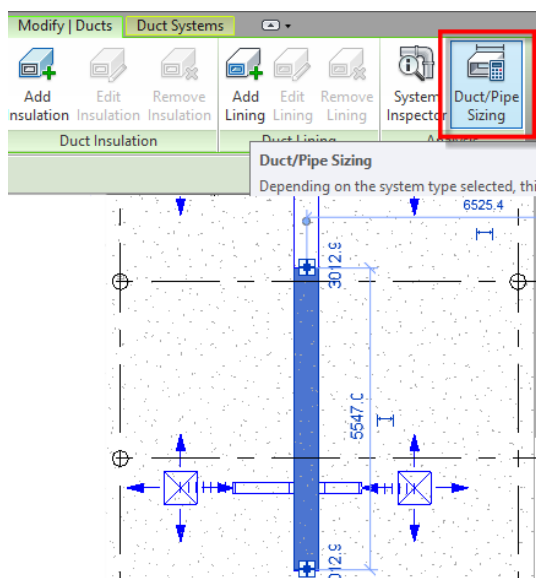 Modify | Ducts Duct Systems
Add Edit Remove Add Edit Remove System Duct/Pipe
nsulation Insulation Insulation Lining Lining Lining Inspector Sizing
Duct Insulation Duct Lining
Duct/Pipe Sizing
Depending on the system type selected, thi
6525.4
3012.9
5547.0
012.9